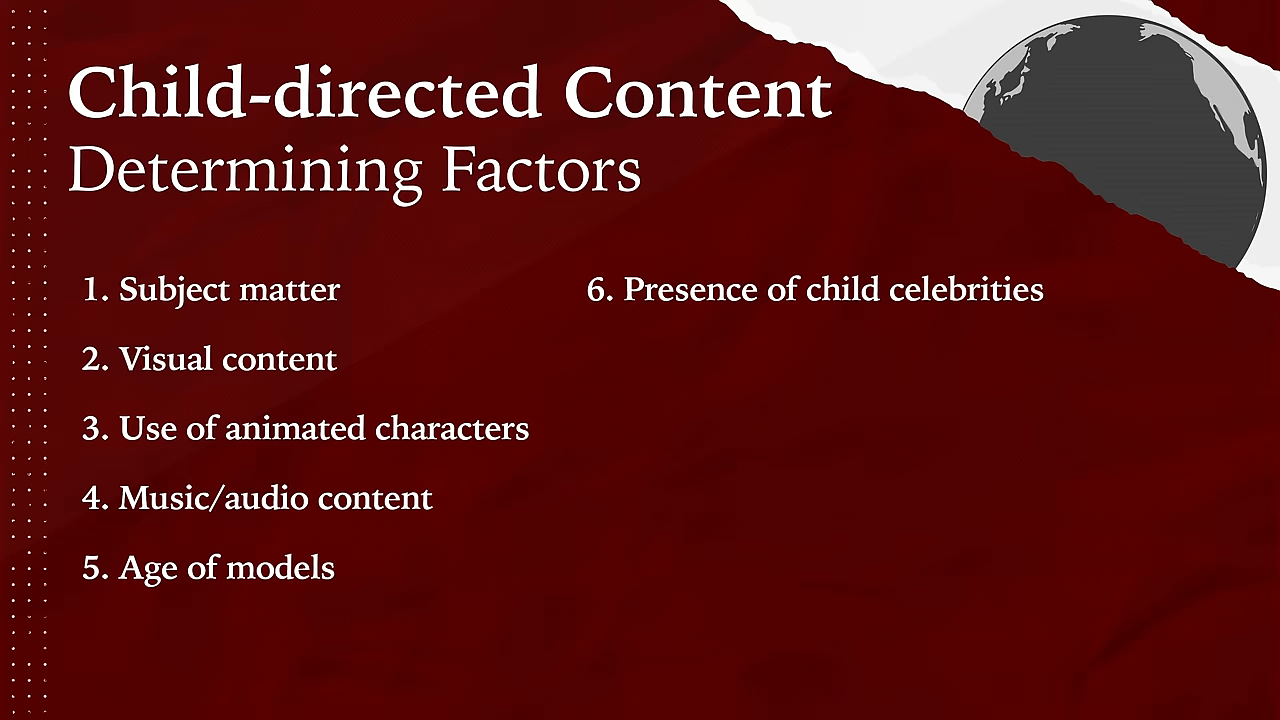 Child-directed Content
Determining Factors
1. Subject matter
2. Visual content
3. Use of animated characters
4. Music/audio content
5. Age of models
6. Presence of child celebrities